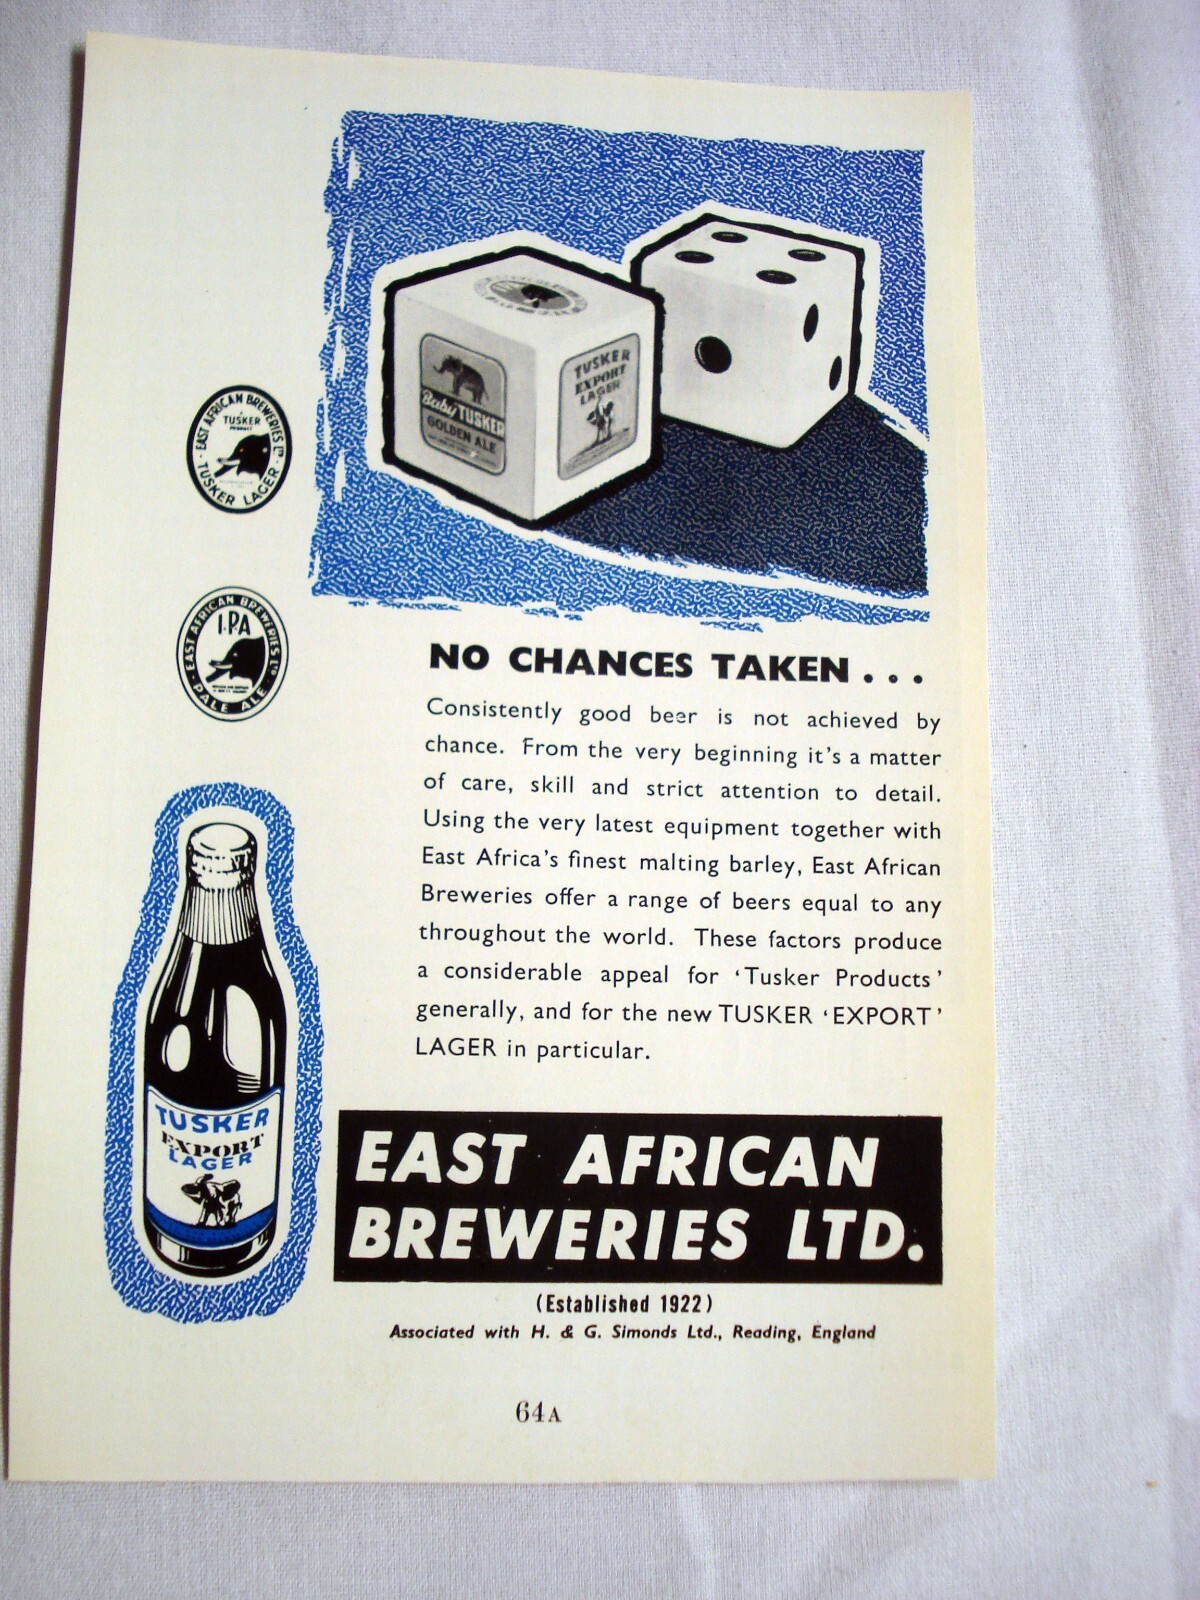 Baby TUSKER
GOLDEN ALE
TUSKER
EXPORT
LAGER
EAST AFRICAN BREWERIES LTD
A
TUSKER
PRODUCT
TUSKER LAGER
EAST AFRICAN BREWERIES LTD
I.P.A
PALE ALE
NO CHANCES TAKEN . . .
Consistently good beer is not achieved by
chance. From the very beginning it's a matter
of care, skill and strict attention to detail.
Using the very latest equipment together with
East Africa's finest malting barley, East African
Breweries offer a range of beers equal to any
throughout the world. These factors produce
a considerable appeal for 'Tusker Products'
generally, and for the new TUSKER 'EXPORT'
LAGER in particular.
TUSKER
EXPORT
LAGER
EAST AFRICAN
BREWERIES LTD.
(Established 1922)
Associated with H. & G. Simonds Ltd., Reading, England
64A